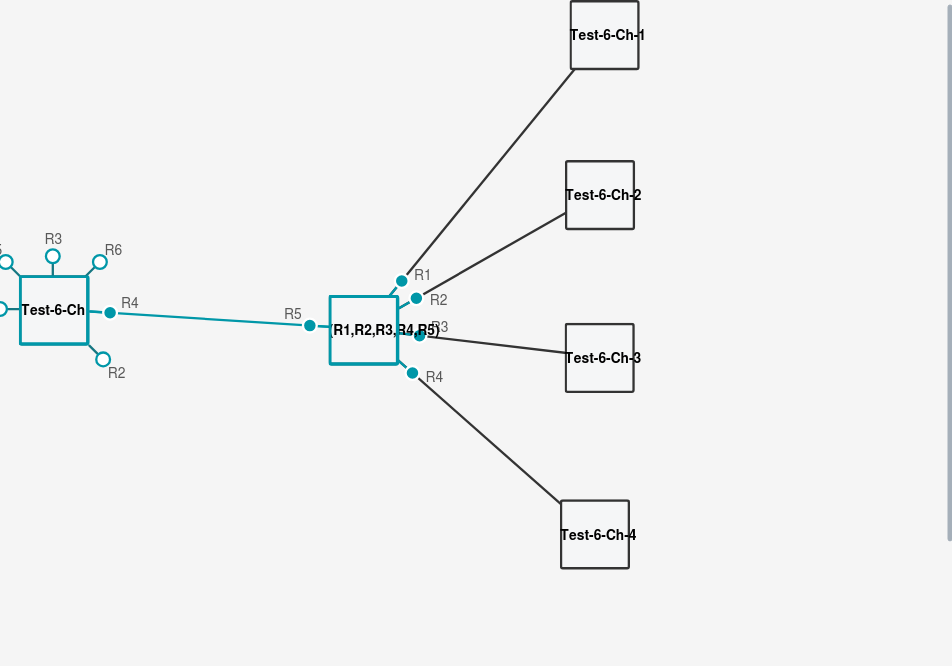 Test-6-Ch-1
Test-6-Ch-2
R3
R6
R1
R4
R2
R5
Test-6-Ch
(R1,R2,R3,R4,R5)
R3
Test-6-Ch-3
R2
R4
Test-6-Ch-4